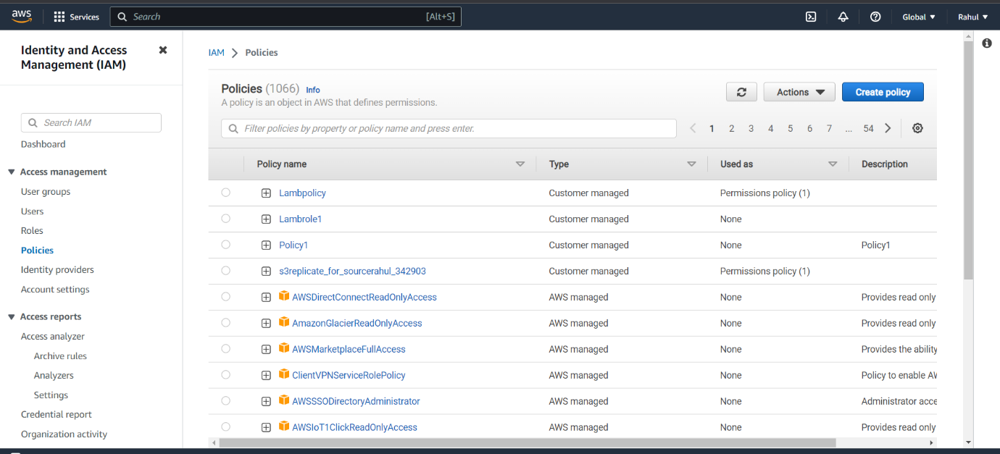 aws Services Search [Alt+S] Global Rahul
Identity and Access
Management (IAM)
Search IAM
Dashboard
Access management
User groups
Users
Roles
Policies
Identity providers
Account settings
Access reports
Access analyzer
Archive rules
Analyzers
Settings
Credential report
Organization activity
IAM > Policies
Policies (1066) Info
A policy is an object in AWS that defines permissions.
Actions
Create policy
Filter policies by property or policy name and press enter.
1 2 3 4 5 6 7 ... 54
Policy name Type Used as Description
Lambpolicy Customer managed Permissions policy (1)
Lambrole1 Customer managed None
Policy1 Customer managed None Policy1
s3replicate_for_sourcerahul_342903 Customer managed Permissions policy (1)
AWSDirectConnectReadOnlyAccess AWS managed None Provides read only
AmazonGlacierReadOnlyAccess AWS managed None Provides read only
AWSMarketplaceFullAccess AWS managed None Provides the ability
ClientVPNServiceRolePolicy AWS managed None Policy to enable AW
AWSSSODirectoryAdministrator AWS managed None Administrator acce
AWSIoT1ClickReadOnlyAccess AWS managed None Provides read only